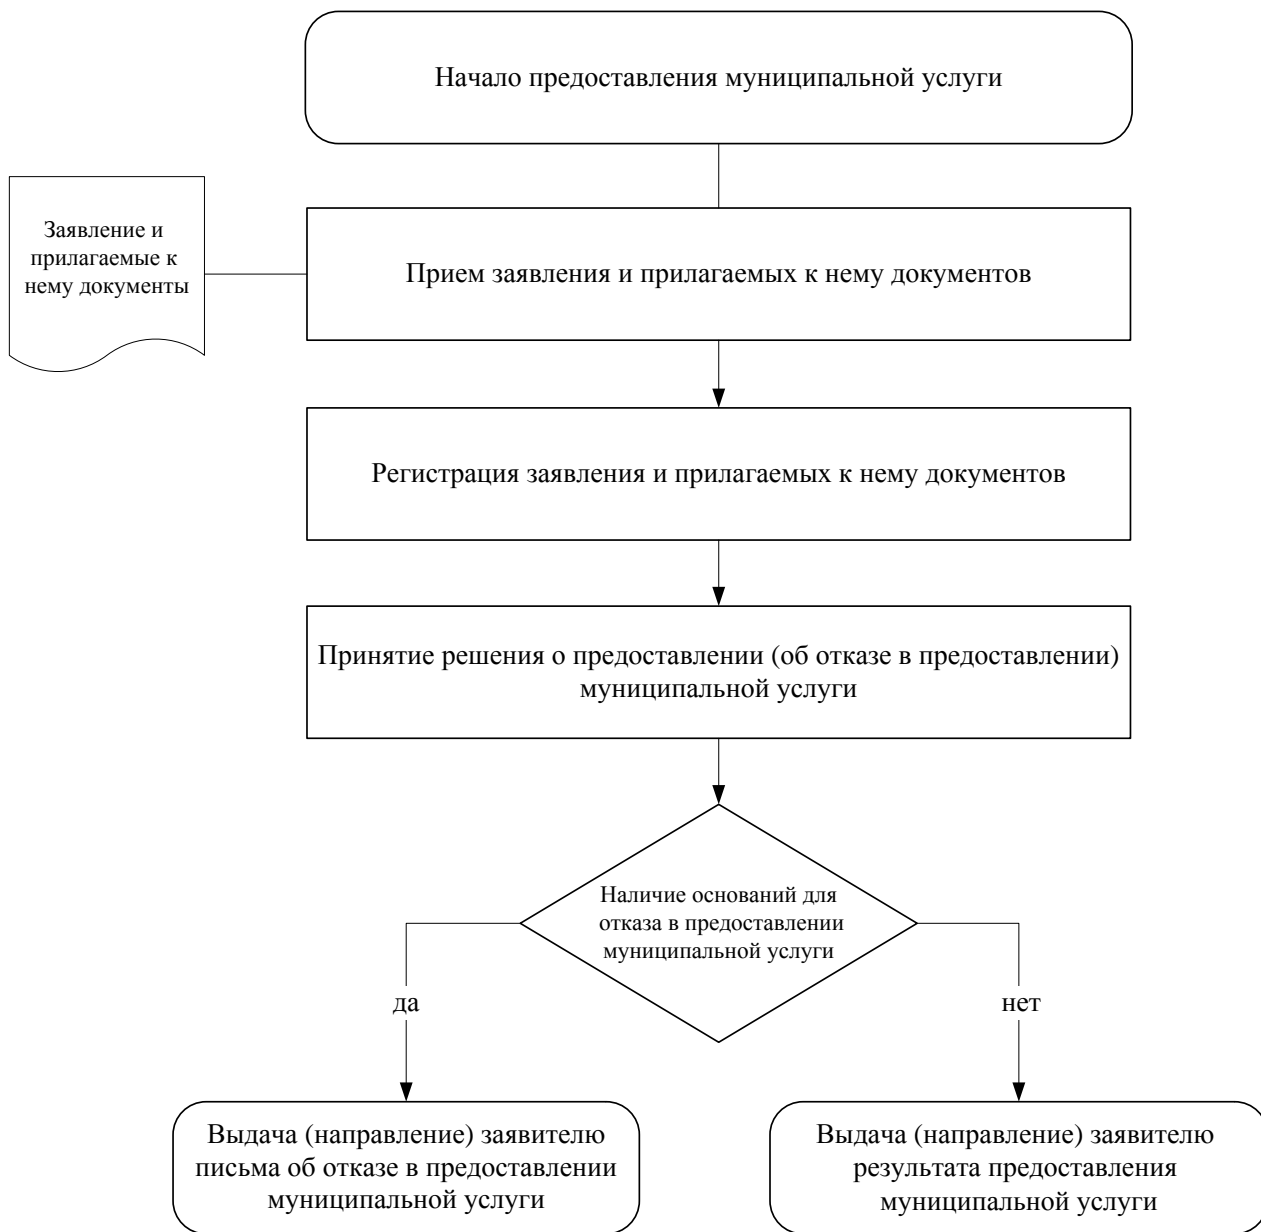 Начало предоставления муниципальной услуги
Заявление и
прилагаемые к
нему документы
Прием заявления и прилагаемых к нему документов
Регистрация заявления и прилагаемых к нему документов
Принятие решения о предоставлении (об отказе в предоставлении)
муниципальной услуги
Наличие оснований для
отказа в предоставлении
муниципальной услуги
да
нет
Выдача (направление) заявителю
письма об отказе в предоставлении
муниципальной услуги
Выдача (направление) заявителю
результата предоставления
муниципальной услуги